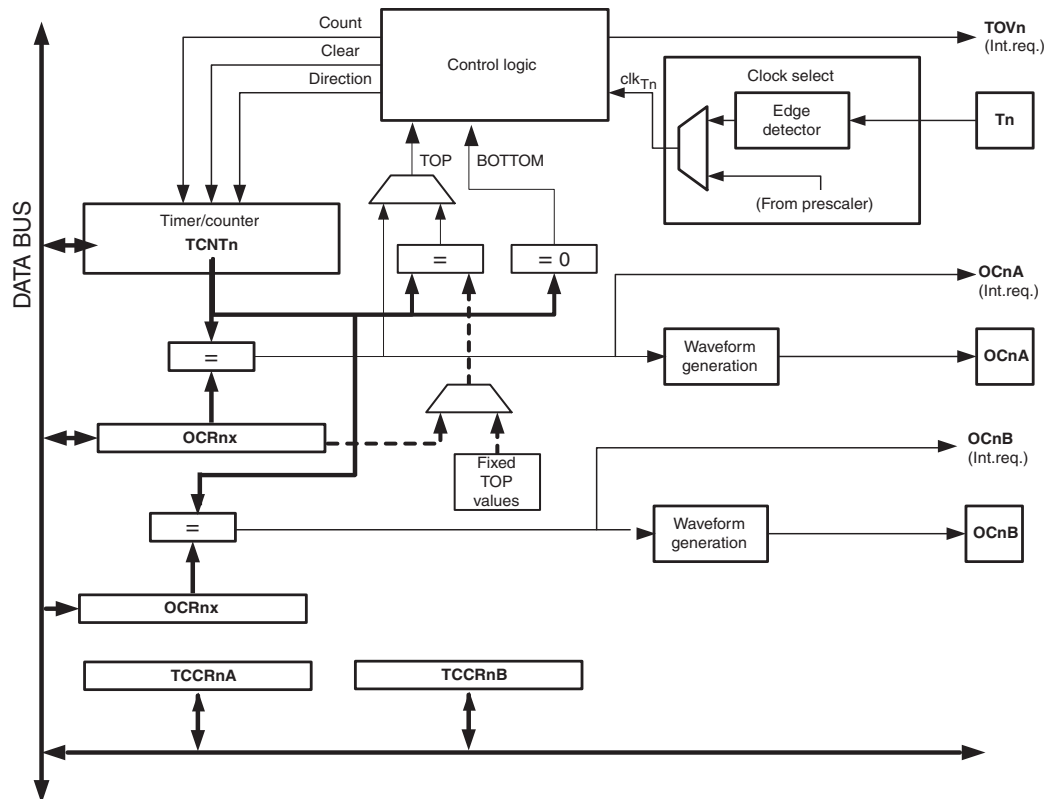 Count
Clear
Direction
Control logic
TOVn
(Int.req.)
clkTn
Clock select
Edge
detector
Tn
(From prescaler)
TOP
BOTTOM
DATA BUS
Timer/counter
TCNTn
=
= 0
OCnA
(Int.req.)
=
Waveform
generation
OCnA
OCRnx
Fixed
TOP
values
OCnB
(Int.req.)
=
Waveform
generation
OCnB
OCRnx
TCCRnA
TCCRnB